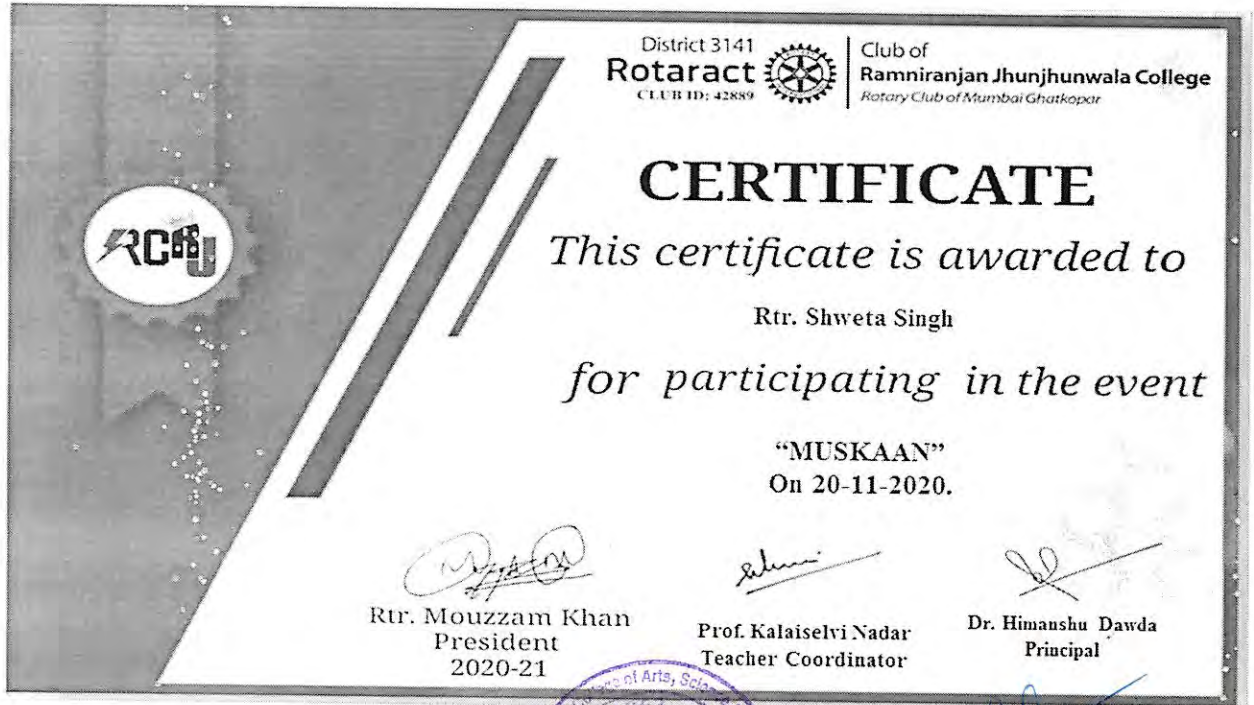 District 3141
Rotaract
CLUB ID: 42889
Club of
Ramniranjan Jhunjhunwala College
Rotary Club of Mumbai Ghatkopar
CERTIFICATE
This certificate is awarded to
Rtr. Shweta Singh
for participating in the event
“MUSKAAN”
On 20-11-2020.
Rtr. Mouzzam Khan
President
2020-21
Prof. Kalaiselvi Nadar
Teacher Coordinator
Dr. Himanshu Dawda
Principal
of Arts,